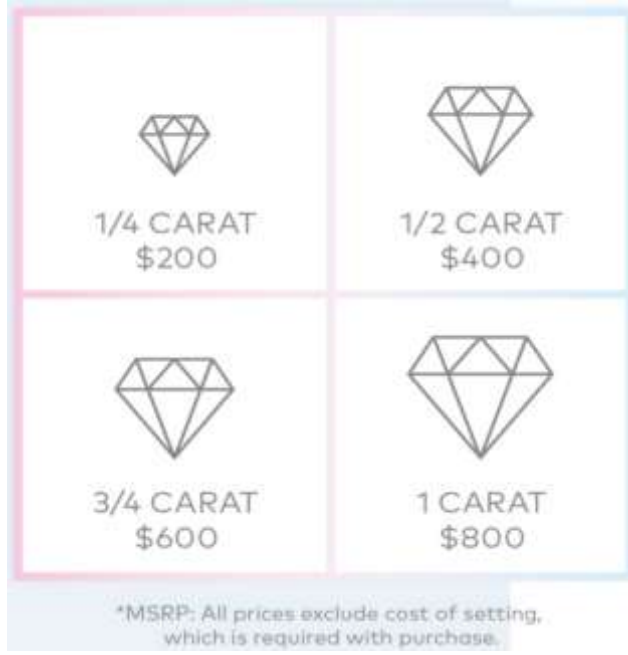 1/4 CARAT
$200
1/2 CARAT
$400
3/4 CARAT
$600
1 CARAT
$800
*MSRP: All prices exclude cost of setting,
which is required with purchase.